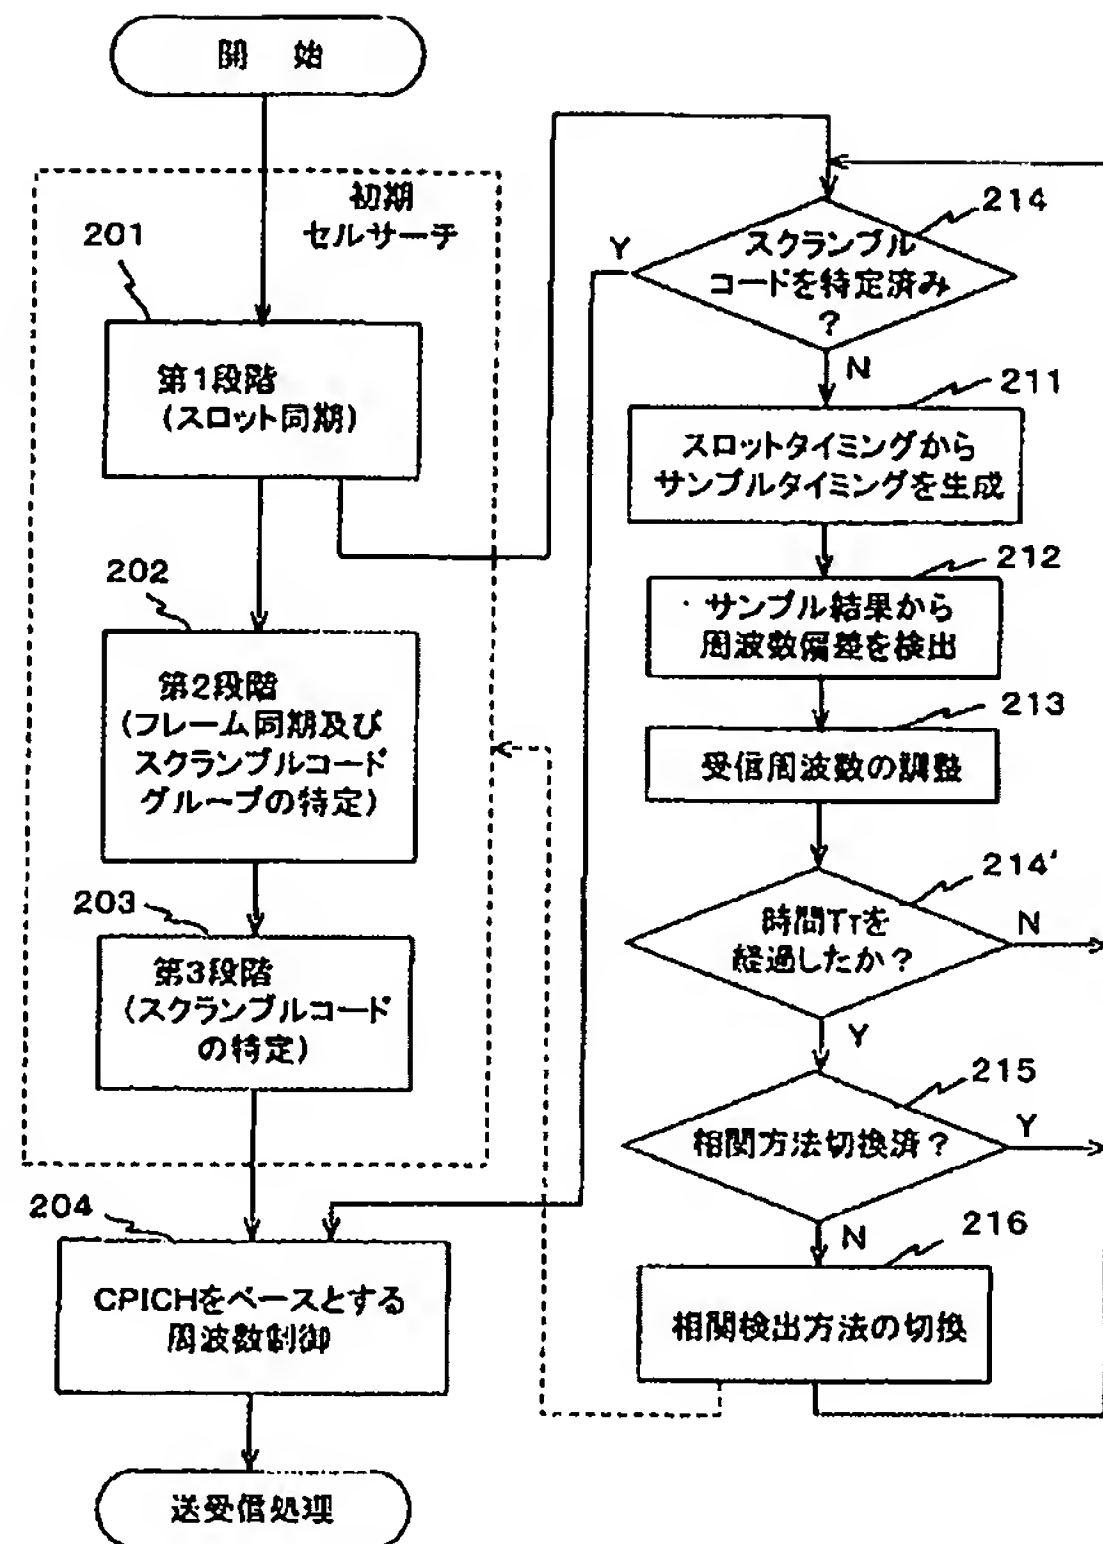 開 始
初期
セルサーチ
201
第1段階
(スロット同期)
202
第2段階
(フレーム同期及び
スクランブルコード
グループの特定)
203
第3段階
(スクランブルコード
の特定)
204
CPICHをベースとする
周波数制御
送受信処理
214
スクランブル
コードを特定済み
?
Y
N
211
スロットタイミングから
サンプルタイミングを生成
212
サンプル結果から
周波数偏差を検出
213
受信周波数の調整
214'
時間TTを
経過したか?
N
Y
215
相関方法切換済?
Y
N
216
相関検出方法の切換